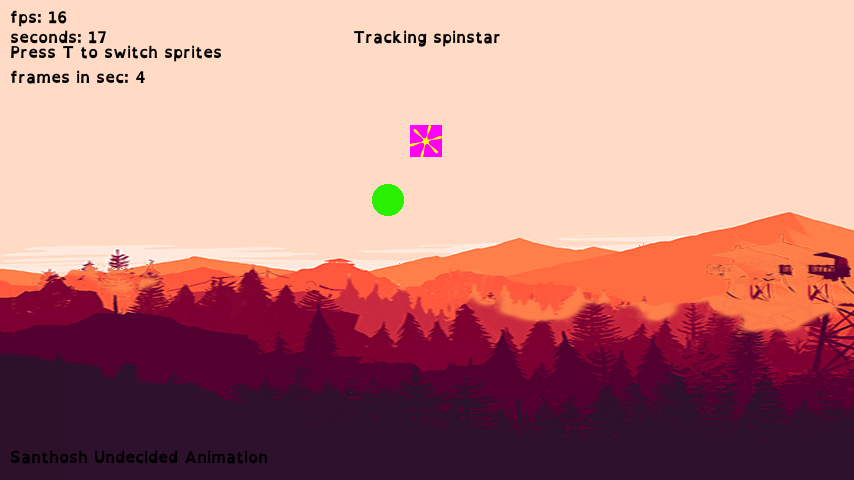 fps: 16
seconds: 17
Press T to switch sprites
frames in sec: 4
Tracking spinstar
Santhosh Undecided Animation